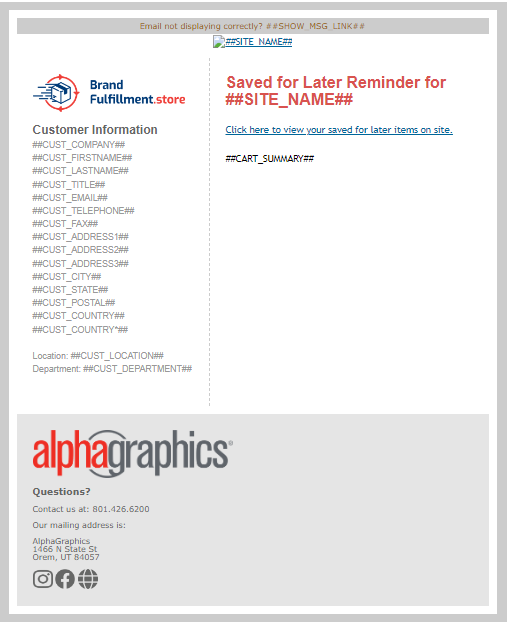 Email not displaying correctly? ##SHOW_MSG_LINK##
##SITE_NAME##
Brand
Fulfillment.store
Customer Information
##CUST_COMPANY##
##CUST_FIRSTNAME##
##CUST_LASTNAME##
##CUST_TITLE##
##CUST_EMAIL##
##CUST_TELEPHONE##
##CUST_FAX##
##CUST_ADDRESS1##
##CUST_ADDRESS2##
##CUST_ADDRESS3##
##CUST_CITY##
##CUST_STATE##
##CUST_POSTAL##
##CUST_COUNTRY##
##CUST_COUNTRY*##
Location: ##CUST_LOCATION##
Department: ##CUST_DEPARTMENT##
Saved for Later Reminder for
##SITE_NAME##
Click here to view your saved for later items on site.
##CART_SUMMARY##
alphagraphics®
Questions?
Contact us at: 801.426.6200
Our mailing address is:
AlphaGraphics
1466 N State St
Orem, UT 84057